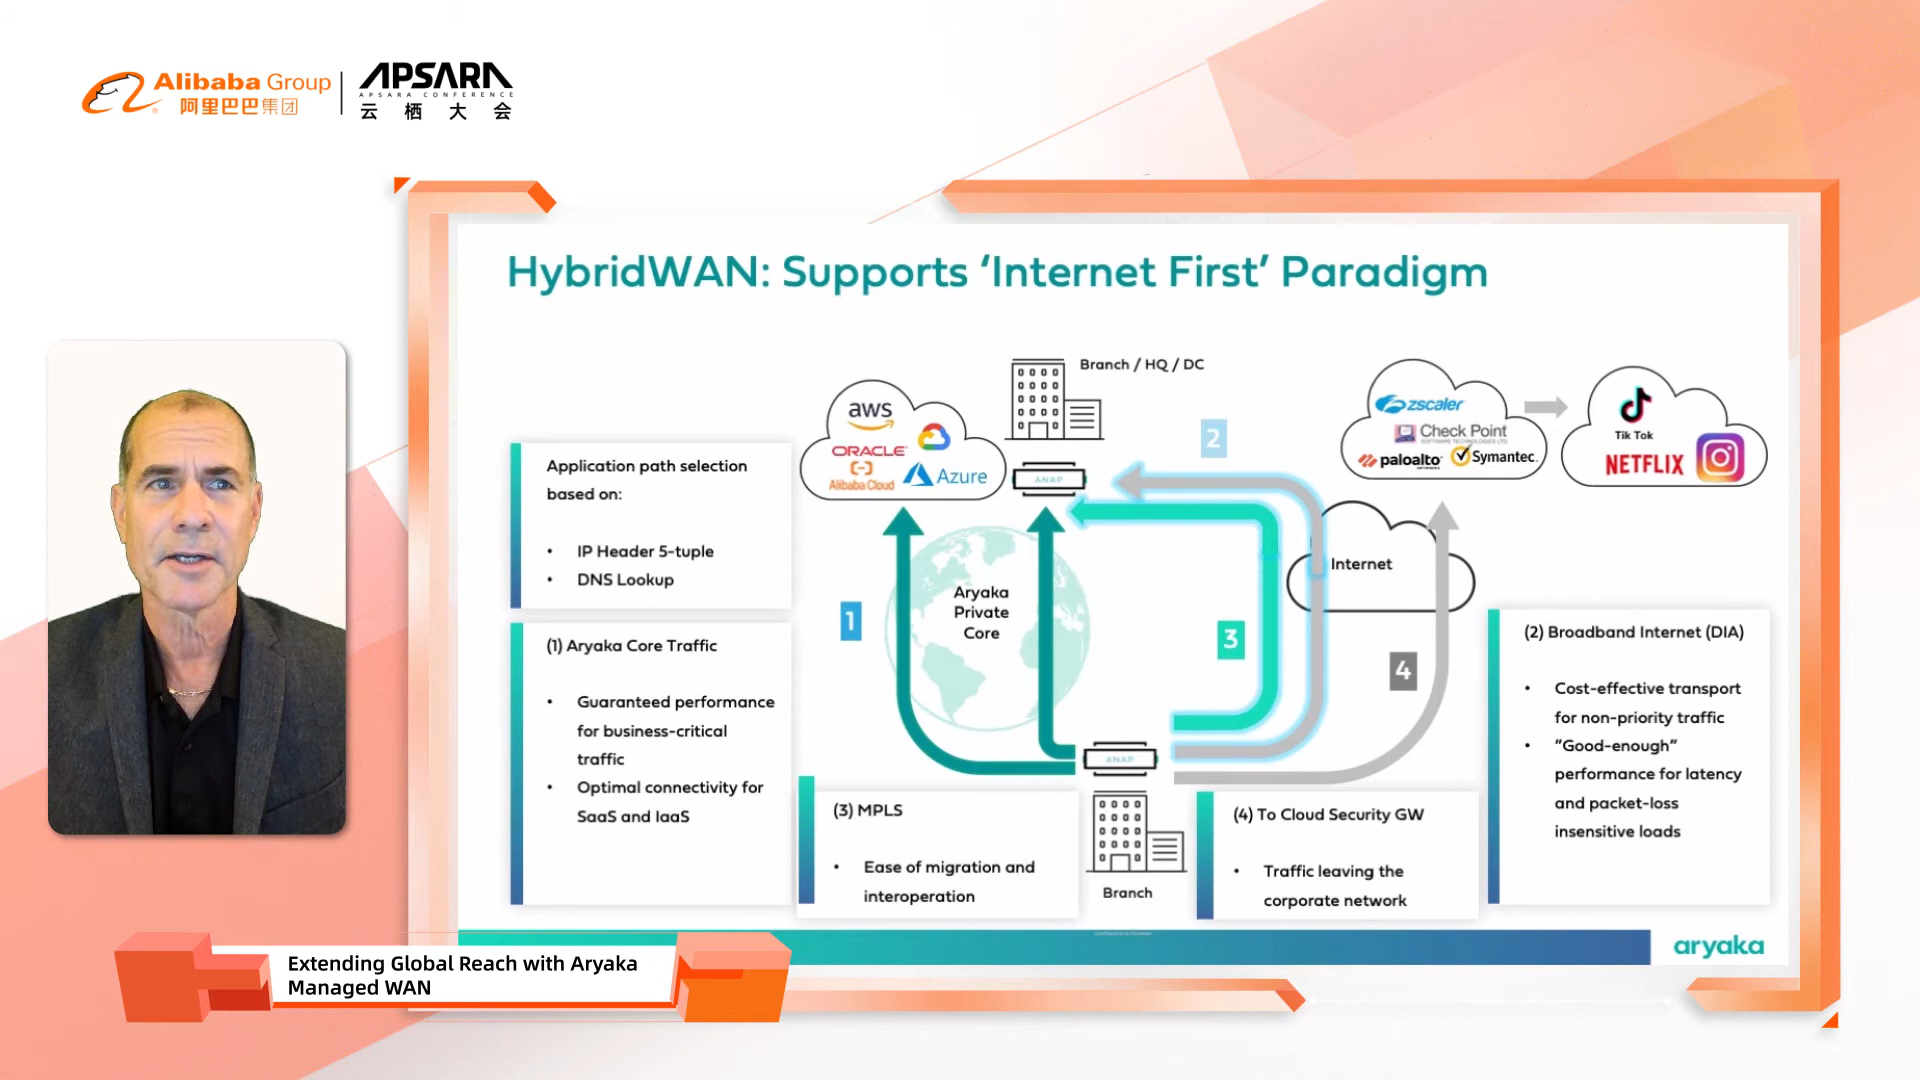 Alibaba Group
阿里巴巴集团
APSARA
APSARA CONFERENCE
云栖大会
HybridWAN: Supports ‘Internet First’ Paradigm
Application path selection
based on:
• IP Header 5-tuple
• DNS Lookup
(1) Aryaka Core Traffic
• Guaranteed performance
for business-critical
traffic
• Optimal connectivity for
SaaS and IaaS
aws
ORACLE
Alibaba Cloud
Azure
Branch / HQ / DC
ANAP
1
Aryaka
Private
Core
2
3
4
Internet
zscaler
Check Point
SOFTWARE TECHNOLOGIES LTD.
paloalto
NETWORKS
Symantec.
Tik Tok
NETFLIX
ANAP
Branch
(3) MPLS
• Ease of migration and
interoperation
(4) To Cloud Security GW
• Traffic leaving the
corporate network
(2) Broadband Internet (DIA)
• Cost-effective transport
for non-priority traffic
• “Good-enough”
performance for latency
and packet-loss
insensitive loads
aryaka
Extending Global Reach with Aryaka
Managed WAN